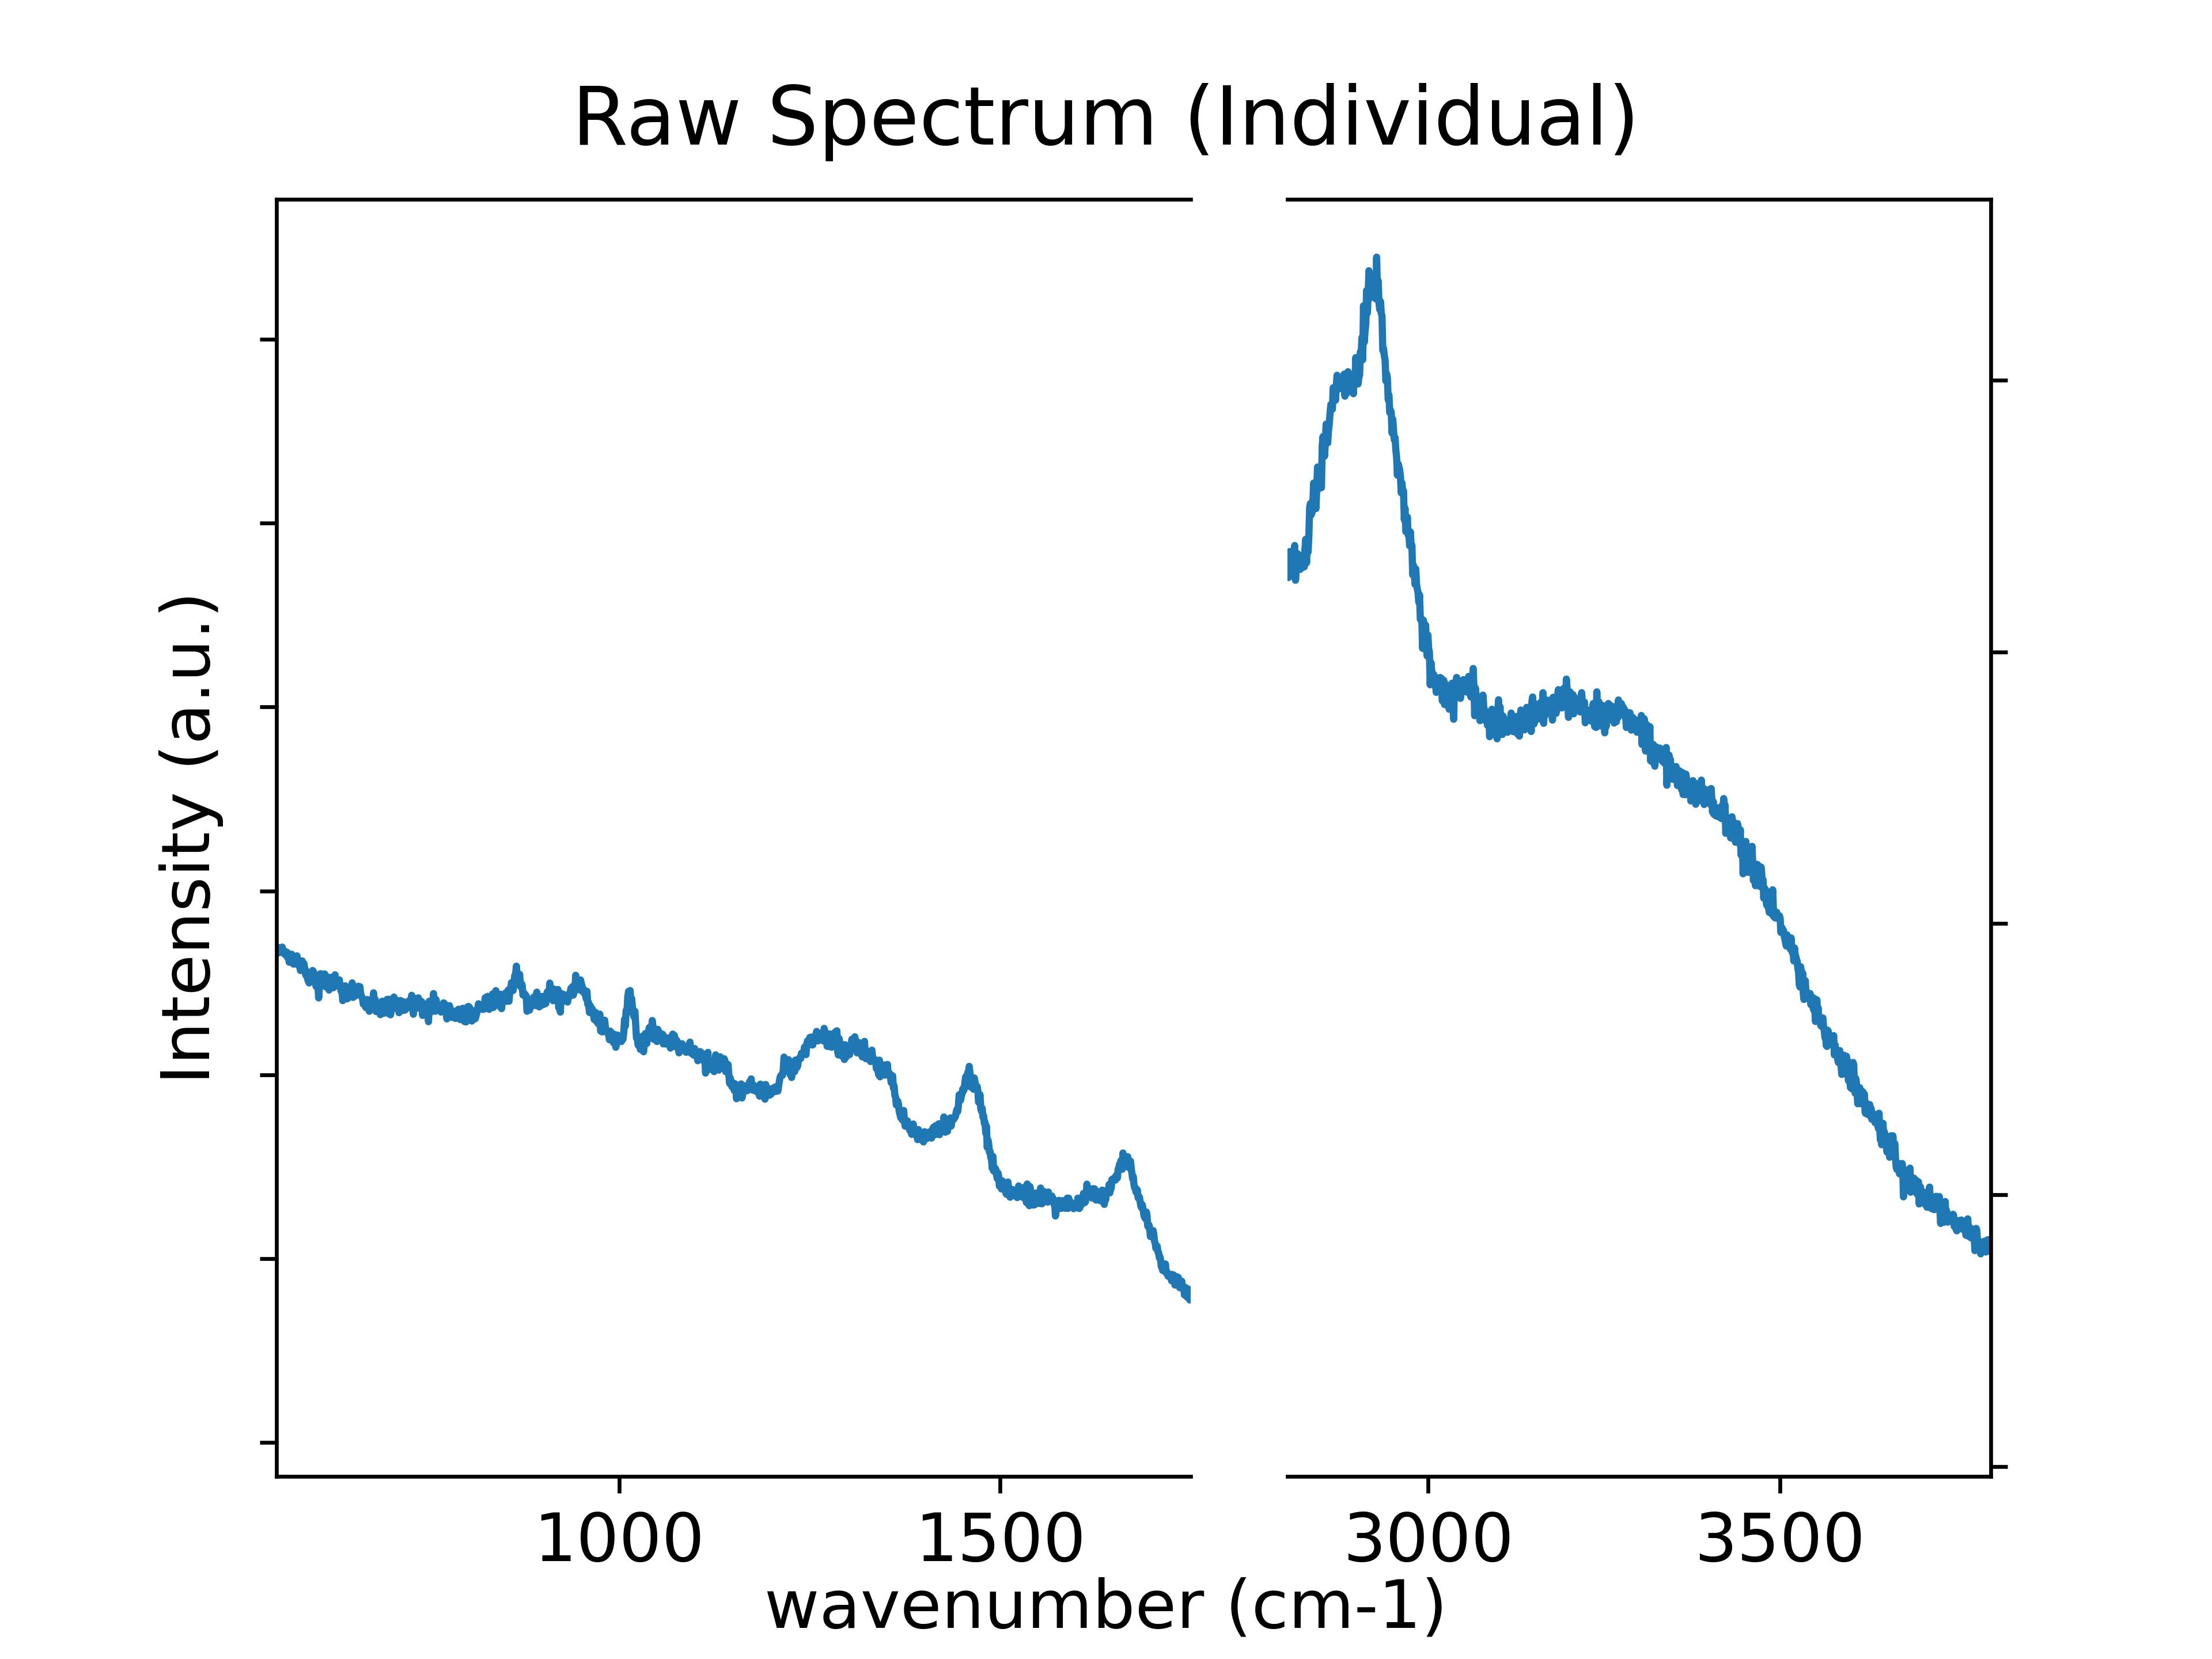 Raw Spectrum (Individual)
Intensity (a.u.)
1000 1500 3000 3500
wavenumber (cm-1)